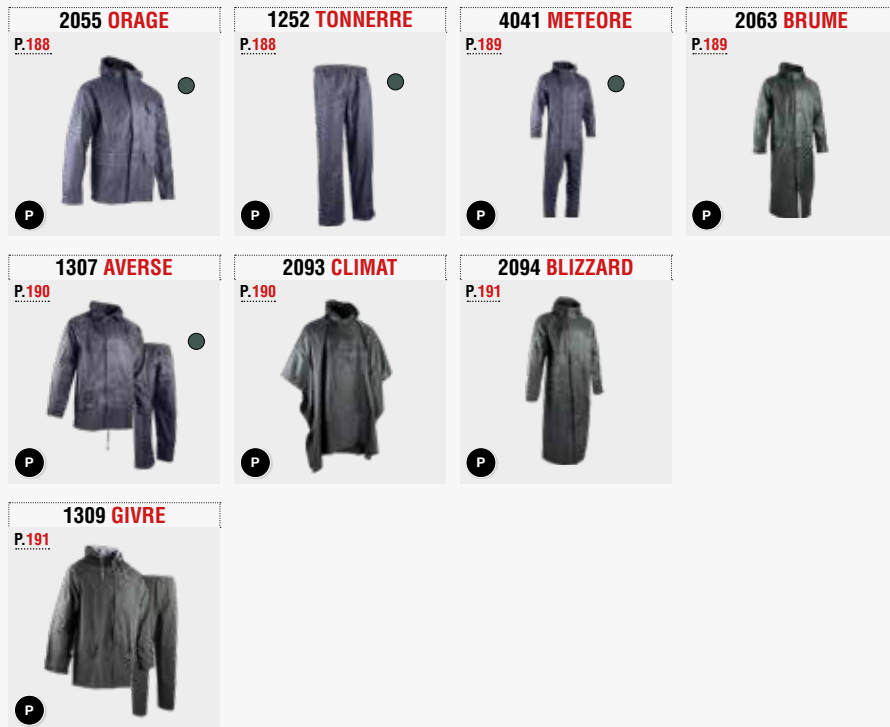 2055 ORAGE
P.188
P
1252 TONNERRE
P.188
P
4041 METEORE
P.189
P
2063 BRUME
P.189
P
1307 AVERSE
P.190
P
2093 CLIMAT
P.190
P
2094 BLIZZARD
P.191
P
1309 GIVRE
P.191
P